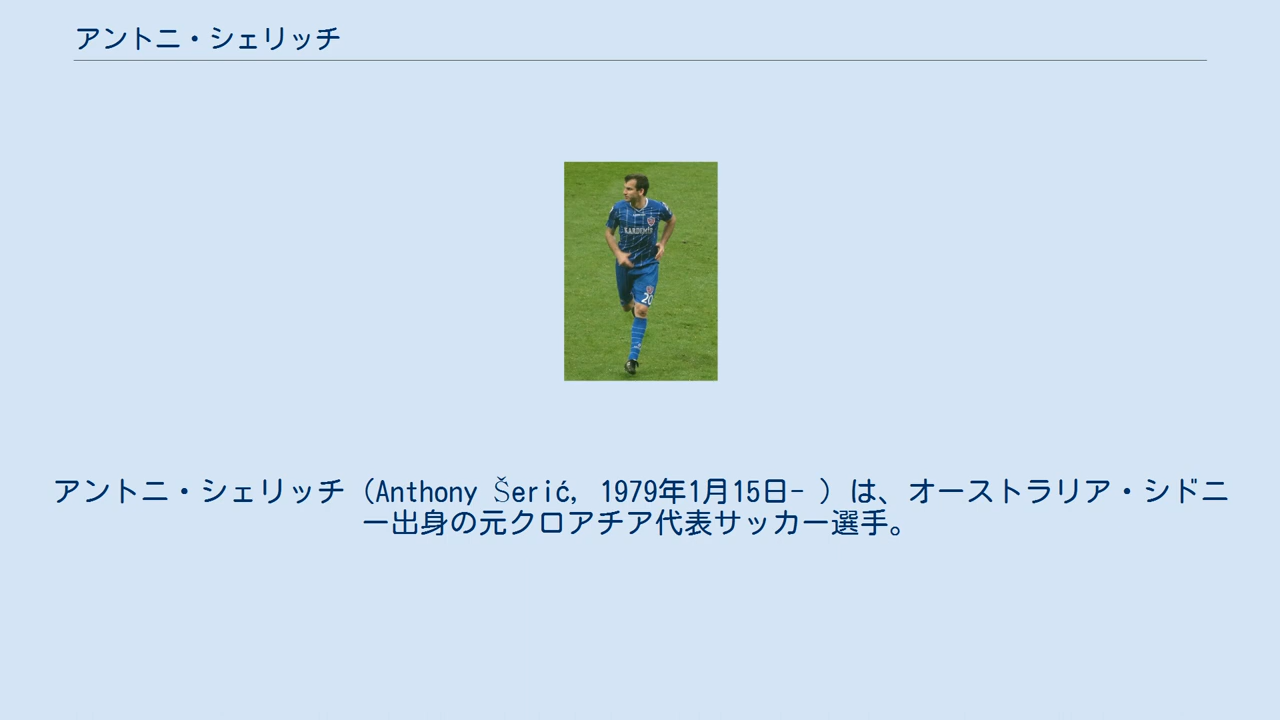 アントニ・シェリッチ
KARDEMİR
20
アントニ・シェリッチ（Anthony Šerić, 1979年1月15日- ）は、オーストラリア・シドニ
ー出身の元クロアチア代表サッカー選手。